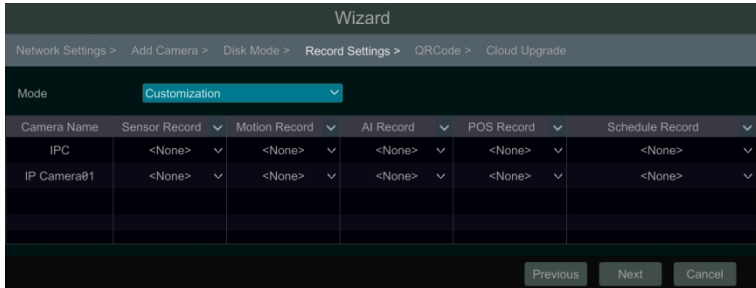 Wizard
Network Settings > Add Camera > Disk Mode > Record Settings > QRCode > Cloud Upgrade
Mode Customization
Camera Name Sensor Record Motion Record AI Record POS Record Schedule Record
IPC <None> <None> <None> <None> <None>
IP Camera01 <None> <None> <None> <None> <None>
Previous Next Cancel